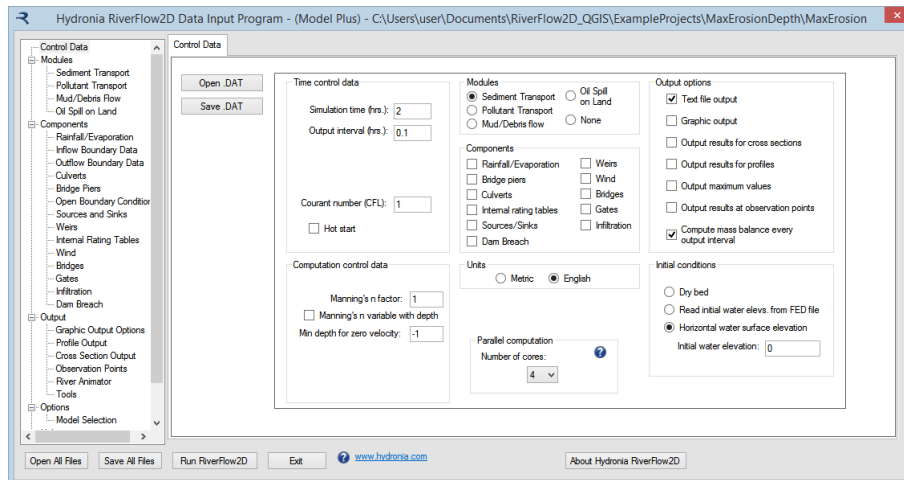 Hydronia RiverFlow2D Data Input Program - (Model Plus) - C:\Users\user\Documents\RiverFlow2D_QGIS\ExampleProjects\MaxErosionDepth\MaxErosion
Control Data
Modules
Sediment Transport
Pollutant Transport
Mud/Debris Flow
Oil Spill on Land
Components
Rainfall/Evaporation
Inflow Boundary Data
Outflow Boundary Data
Culverts
Bridge Piers
Open Boundary Condition
Sources and Sinks
Weirs
Internal Rating Tables
Wind
Bridges
Gates
Infiltration
Dam Breach
Output
Graphic Output Options
Profile Output
Cross Section Output
Observation Points
River Animator
Tools
Options
Model Selection
Control Data
Open .DAT
Save .DAT
Time control data
Simulation time (hrs.): 2
Output interval (hrs.): 0.1
Courant number (CFL): 1
Hot start
Computation control data
Manning's n factor: 1
Manning's n variable with depth
Min depth for zero velocity: -1
Modules
Sediment Transport
Pollutant Transport
Mud/Debris flow
Oil Spill
on Land
None
Components
Rainfall/Evaporation
Bridge piers
Culverts
Internal rating tables
Sources/Sinks
Dam Breach
Weirs
Wind
Bridges
Gates
Infiltration
Units
Metric English
Parallel computation
Number of cores:
4
Output options
Text file output
Graphic output
Output results for cross sections
Output results for profiles
Output maximum values
Output results at observation points
Compute mass balance every
output interval
Initial conditions
Dry bed
Read initial water elevs. from FED file
Horizontal water surface elevation
Initial water elevation: 0
Open All Files Save All Files Run RiverFlow2D Exit www.hydronia.com About Hydronia RiverFlow2D